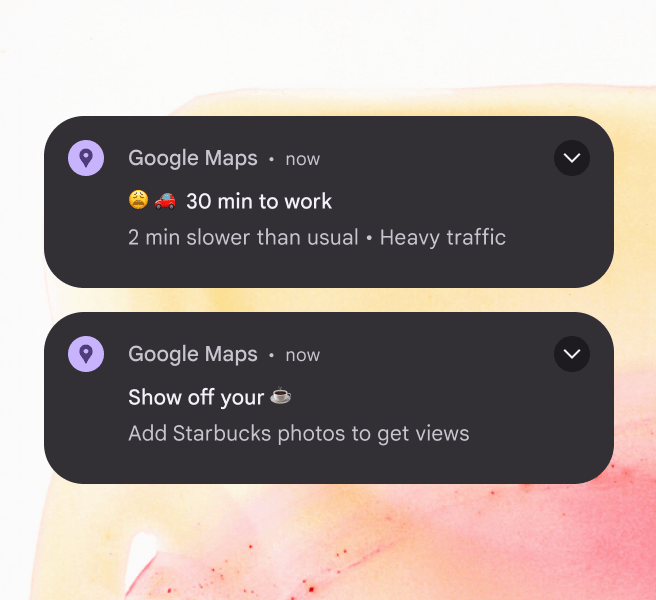 Google Maps • now
😩 🚗 30 min to work
2 min slower than usual • Heavy traffic
Google Maps • now
Show off your ☕
Add Starbucks photos to get views